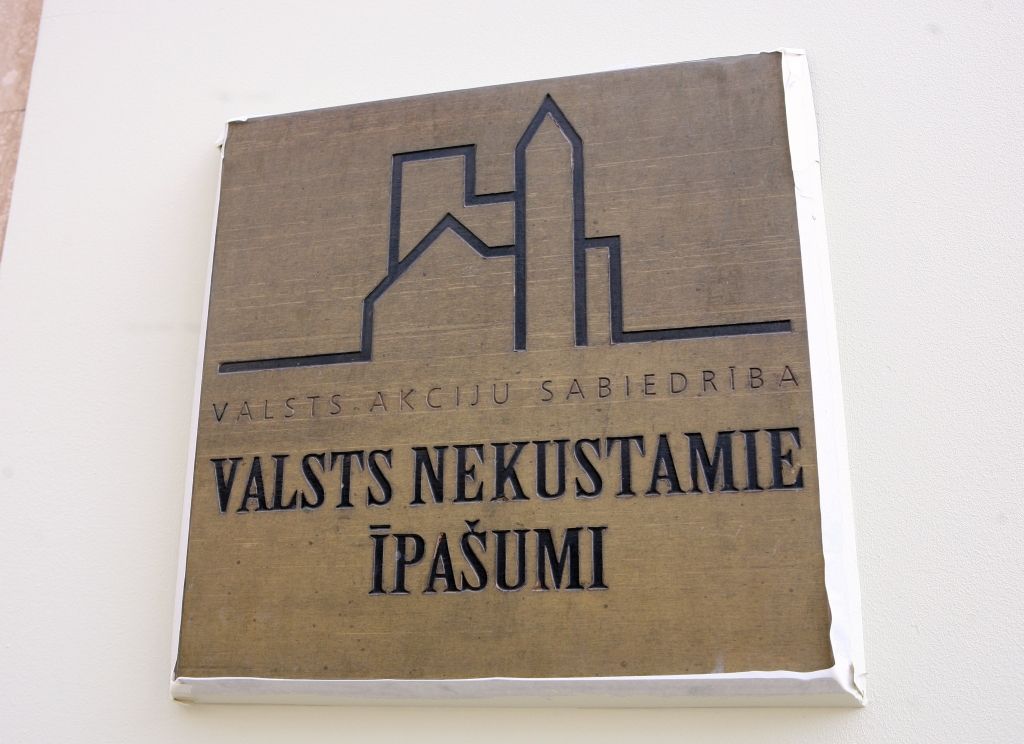 VALSTS AKCIJU SABIEDRĪBA
VALSTS NEKUSTAMIE
ĪPAŠUMI